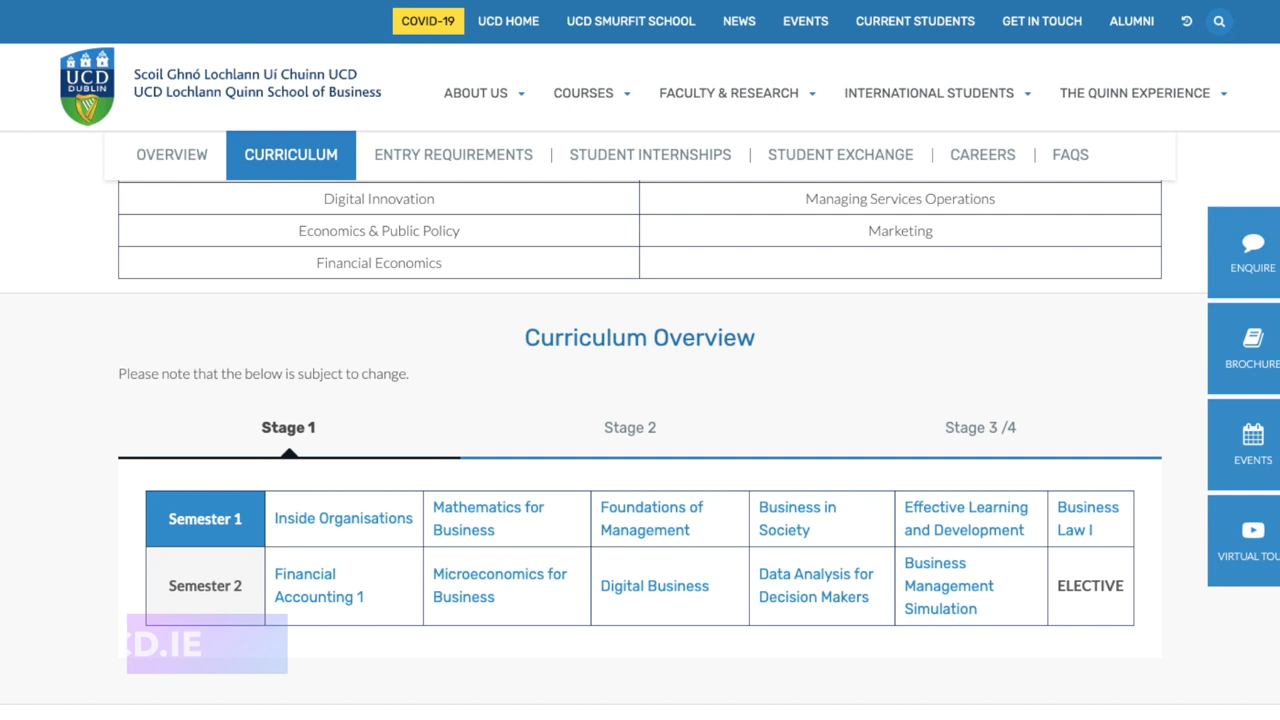 COVID-19 UCD HOME UCD SMURFIT SCHOOL NEWS EVENTS CURRENT STUDENTS GET IN TOUCH ALUMNI
UCD
DUBLIN
Scoil Ghnó Lochlann Uí Chuinn UCD
UCD Lochlann Quinn School of Business
ABOUT US COURSES FACULTY & RESEARCH INTERNATIONAL STUDENTS THE QUINN EXPERIENCE
OVERVIEW CURRICULUM ENTRY REQUIREMENTS | STUDENT INTERNSHIPS | STUDENT EXCHANGE | CAREERS | FAQS
Digital Innovation Managing Services Operations
Economics & Public Policy Marketing
Financial Economics
ENQUIRE
BROCHURE
EVENTS
VIRTUAL TOU
Curriculum Overview
Please note that the below is subject to change.
Stage 1 Stage 2 Stage 3 /4
Semester 1
Inside Organisations
Mathematics for
Business
Foundations of
Management
Business in
Society
Effective Learning
and Development
Business
Law I
Semester 2
Financial
Accounting 1
Microeconomics for
Business
Digital Business
Data Analysis for
Decision Makers
Business
Management
Simulation
ELECTIVE
CD.IE